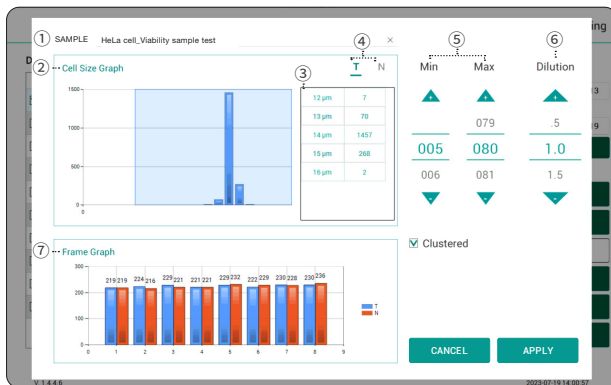 ing
① SAMPLE HeLa cell_Viability sample test ×
② Cell Size Graph
④
T N
③
1500
1000
500
0
0
12 μm 7
13 μm 70
14 μm 1457
15 μm 268
16 μm 2
⑤
⑥
Min Max Dilution
+ + +
079 .5
005 080 1.0
006 081 1.5
- - -
13
19
D
⑦ Frame Graph
300
200
100
0
219 219 224 216 229 221 221 221 229 232 222 229 230 228 230 236
0 1 2 3 4 5 6 7 8 9
T
N
Clustered
CANCEL APPLY
V. 1.4.4.6
2023-07-19 14:00:57